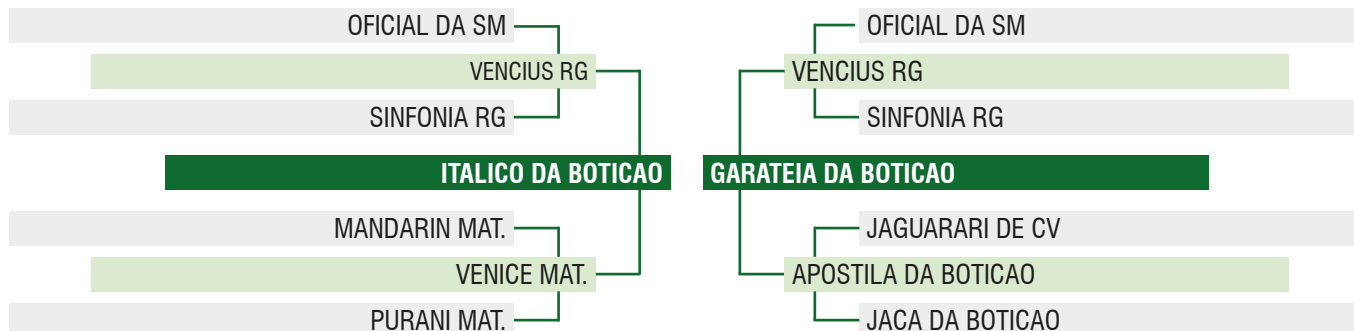 OFICIAL DA SM
VENCIUS RG
SINFONIA RG
ITALICO DA BOTICAO
MANDARIN MAT.
VENICE MAT.
PURANI MAT.
OFICIAL DA SM
VENCIUS RG
SINFONIA RG
GARATEIA DA BOTICAO
JAGUARARI DE CV
APOSTILA DA BOTICAO
JACA DA BOTICAO